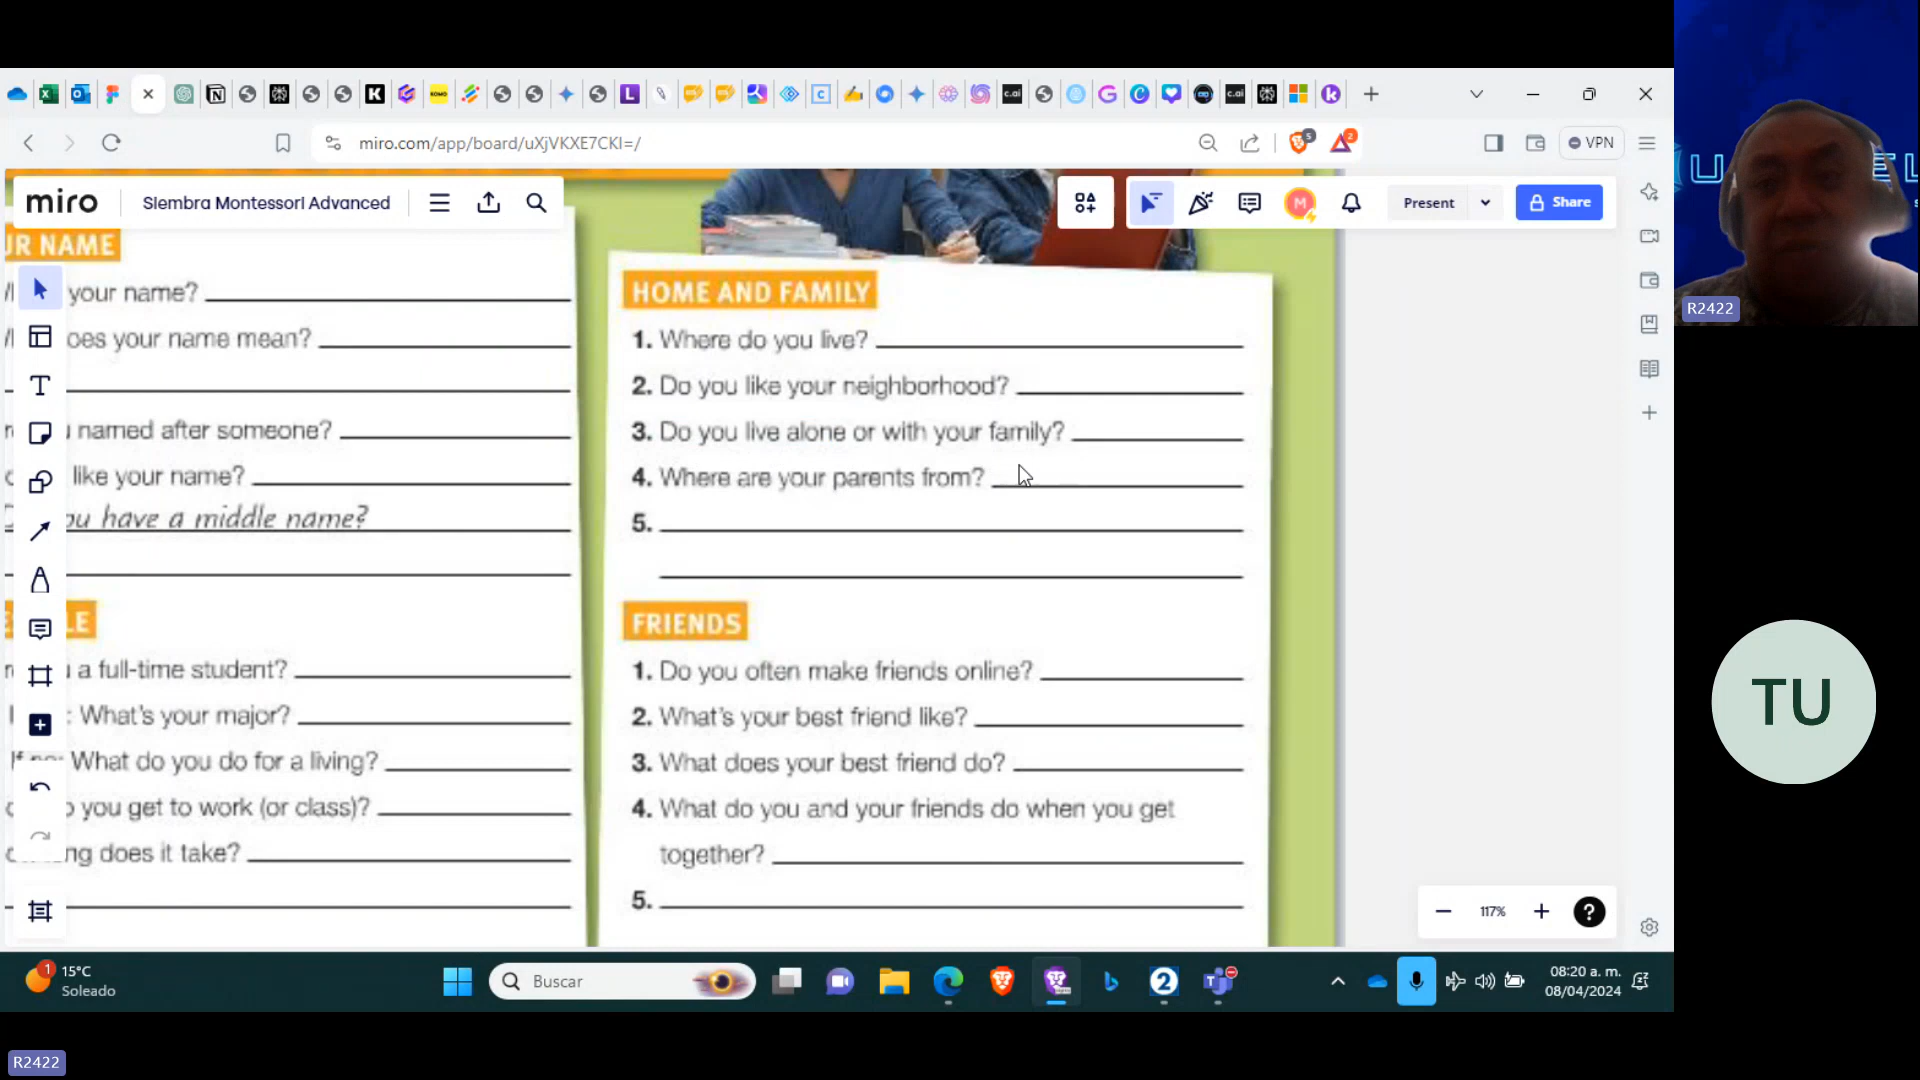 miro.com/app/board/uXjVKXE7CKI=/
VPN
miro
Siembra Montessori Advanced
Present
Share
UR NAME
your name?
oes your name mean?
named after someone?
like your name?
ou have a middle name?
LE
a full-time student?
: What's your major?
What do you do for a living?
you get to work (or class)?
ng does it take?
HOME AND FAMILY
1. Where do you live?
2. Do you like your neighborhood?
3. Do you live alone or with your family?
4. Where are your parents from?
5.
FRIENDS
1. Do you often make friends online?
2. What's your best friend like?
3. What does your best friend do?
4. What do you and your friends do when you get
together?
5.
117%
15°C
Soleado
Buscar
08:20 a. m.
08/04/2024
R2422
TU
R2422